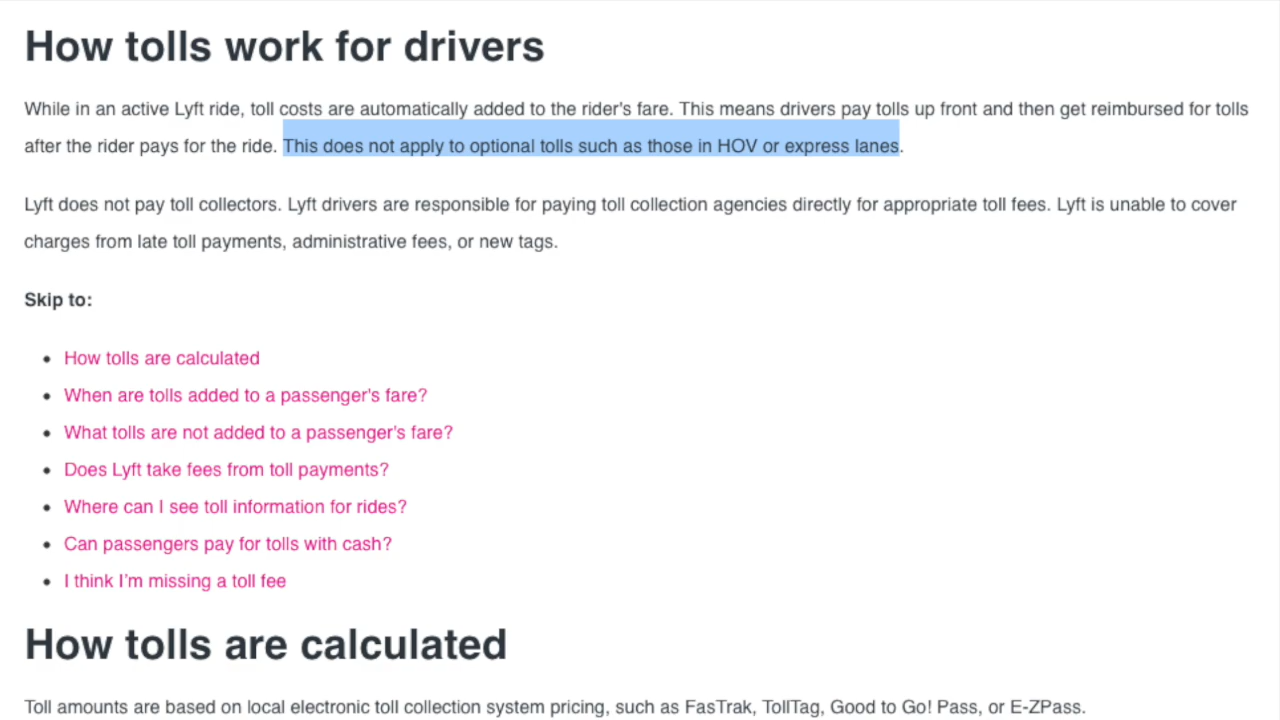 How tolls work for drivers
While in an active Lyft ride, toll costs are automatically added to the rider's fare. This means drivers pay tolls up front and then get reimbursed for tolls
after the rider pays for the ride. This does not apply to optional tolls such as those in HOV or express lanes.
Lyft does not pay toll collectors. Lyft drivers are responsible for paying toll collection agencies directly for appropriate toll fees. Lyft is unable to cover
charges from late toll payments, administrative fees, or new tags.
Skip to:
• How tolls are calculated
• When are tolls added to a passenger's fare?
• What tolls are not added to a passenger's fare?
• Does Lyft take fees from toll payments?
• Where can I see toll information for rides?
• Can passengers pay for tolls with cash?
• I think I'm missing a toll fee
How tolls are calculated
Toll amounts are based on local electronic toll collection system pricing, such as FasTrak, TollTag, Good to Go! Pass, or E-ZPass.